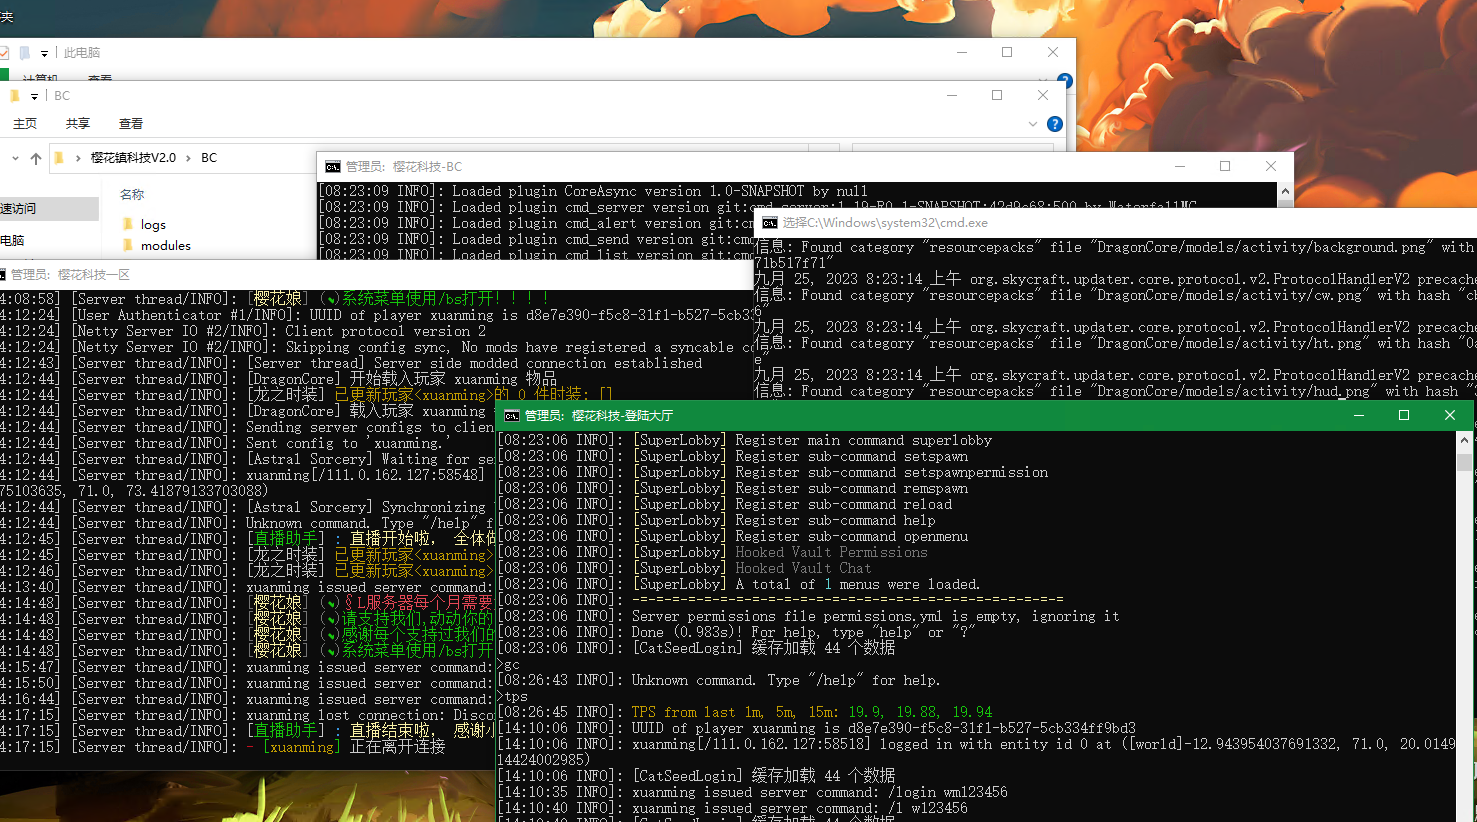 夹
此电脑
计算机 查看
BC
主页 共享 查看
樱花镇科技V2.0 BC
速访问
电脑
名称
logs
modules
管理员: 樱花科技-BC
[08:23:09 INFO]: Loaded plugin CoreAsync version 1.0-SNAPSHOT by null
[08:23:09 INFO]: Loaded plugin cmd_server version git:cmd_server:1.19-R0.1-SNAPSHOT:42d9c68:500 by WaterfallMC
[08:23:09 INFO]: Loaded plugin cmd_alert version git:cm
[08:23:09 INFO]: Loaded plugin cmd_send version git:cmd
[08:23:09 INFO]: Loaded plugin cmd_list version git:cmd
选择C:\Windows\system32\cmd.exe
信息: Found category "resourcepacks" file "DragonCore/models/activity/background.png" with
71b517f71"
九月 25, 2023 8:23:14 上午 org.skycraft.updater.core.protocol.v2.ProtocolHandlerV2 precache
信息: Found category "resourcepacks" file "DragonCore/models/activity/cw.png" with hash "cb
6"
九月 25, 2023 8:23:14 上午 org.skycraft.updater.core.protocol.v2.ProtocolHandlerV2 precache
信息: Found category "resourcepacks" file "DragonCore/models/activity/ht.png" with hash "0a
e"
九月 25, 2023 8:23:14 上午 org.skycraft.updater.core.protocol.v2.ProtocolHandlerV2 precache
信息: Found category "resourcepacks" file "DragonCore/models/activity/hud.png" with hash "
管理员: 樱花科技一区
4:08:58] [Server thread/INFO]: [樱花娘] 系统菜单使用/bs打开! ! ! !
4:12:24] [User Authenticator #1/INFO]: UUID of player xuanming is d8e7e390-f5c8-31f1-b527-5cb33
4:12:24] [Netty Server IO #2/INFO]: Client protocol version 2
4:12:24] [Netty Server IO #2/INFO]: Skipping config sync, No mods have registered a syncable co
4:12:43] [Server thread/INFO]: [Server thread] Server side modded connection established
4:12:44] [Server thread/INFO]: [DragonCore] 开始载入玩家 xuanming 物品
4:12:44] [Server thread/INFO]: [龙之时装] 已更新玩家<xuanming>的 0 件时装: []
4:12:44] [Server thread/INFO]: [DragonCore] 载入玩家 xuanming
4:12:44] [Server thread/INFO]: Sending server configs to clien
4:12:44] [Server thread/INFO]: Sent config to 'xuanming.'
4:12:44] [Server thread/INFO]: [Astral Sorcery] Waiting for se
4:12:44] [Server thread/INFO]: xuanming[/111.0.162.127:58548]
75103635, 71.0, 73.41879133703088)
4:12:44] [Server thread/INFO]: [Astral Sorcery] Synchronizing
4:12:44] [Server thread/INFO]: Unknown command. Type "/help" f
4:12:45] [Server thread/INFO]: [直播助手] : 直播开始啦, 全体做
4:12:45] [Server thread/INFO]: [龙之时装] 已更新玩家<xuanming>
4:12:46] [Server thread/INFO]: [龙之时装] 已更新玩家<xuanming>
4:13:40] [Server thread/INFO]: xuanming issued server command:
4:14:48] [Server thread/INFO]: [樱花娘] §L服务器每个月需要
4:14:48] [Server thread/INFO]: [樱花娘] 请支持我们,动动你的
4:14:48] [Server thread/INFO]: [樱花娘] 感谢每个支持过我们的
4:14:48] [Server thread/INFO]: [樱花娘] 系统菜单使用/bs打开
4:15:47] [Server thread/INFO]: xuanming issued server command:
4:15:50] [Server thread/INFO]: xuanming issued server command:
4:16:44] [Server thread/INFO]: xuanming issued server command:
4:17:15] [Server thread/INFO]: xuanming lost connection: Disco
4:17:15] [Server thread/INFO]: [直播助手] : 直播结束啦, 感谢小
4:17:15] [Server thread/INFO]: - [xuanming] 正在离开连接
管理员: 樱花科技-登陆大厅
[08:23:06 INFO]: [SuperLobby] Register main command superlobby
[08:23:06 INFO]: [SuperLobby] Register sub-command setspawn
[08:23:06 INFO]: [SuperLobby] Register sub-command setspawnpermission
[08:23:06 INFO]: [SuperLobby] Register sub-command remspawn
[08:23:06 INFO]: [SuperLobby] Register sub-command reload
[08:23:06 INFO]: [SuperLobby] Register sub-command help
[08:23:06 INFO]: [SuperLobby] Register sub-command openmenu
[08:23:06 INFO]: [SuperLobby] Hooked Vault Permissions
[08:23:06 INFO]: [SuperLobby] Hooked Vault Chat
[08:23:06 INFO]: [SuperLobby] A total of 1 menus were loaded.
[08:23:06 INFO]: -=-=-=-=-=-=-=-=-=-=-=-=-=-=-=-=-=-=-=-=-=-=-=-=-=-=-=-
[08:23:06 INFO]: Server permissions file permissions.yml is empty, ignoring it
[08:23:06 INFO]: Done (0.983s)! For help, type "help" or "?"
[08:23:06 INFO]: [CatSeedLogin] 缓存加载 44 个数据
>gc
[08:26:43 INFO]: Unknown command. Type "/help" for help.
>tps
[08:26:45 INFO]: TPS from last 1m, 5m, 15m: 19.9, 19.88, 19.94
[14:10:06 INFO]: UUID of player xuanming is d8e7e390-f5c8-31f1-b527-5cb334ff9bd3
[14:10:06 INFO]: xuanming[/111.0.162.127:58518] logged in with entity id 0 at ([world]-12.943954037691332, 71.0, 20.0149
14424002985)
[14:10:06 INFO]: [CatSeedLogin] 缓存加载 44 个数据
[14:10:35 INFO]: xuanming issued server command: /login wm123456
[14:10:40 INFO]: xuanming issued server command: /l w123456
[14:10:40 INFO]: [CatSeedLogin] 缓存加载 44 个数据